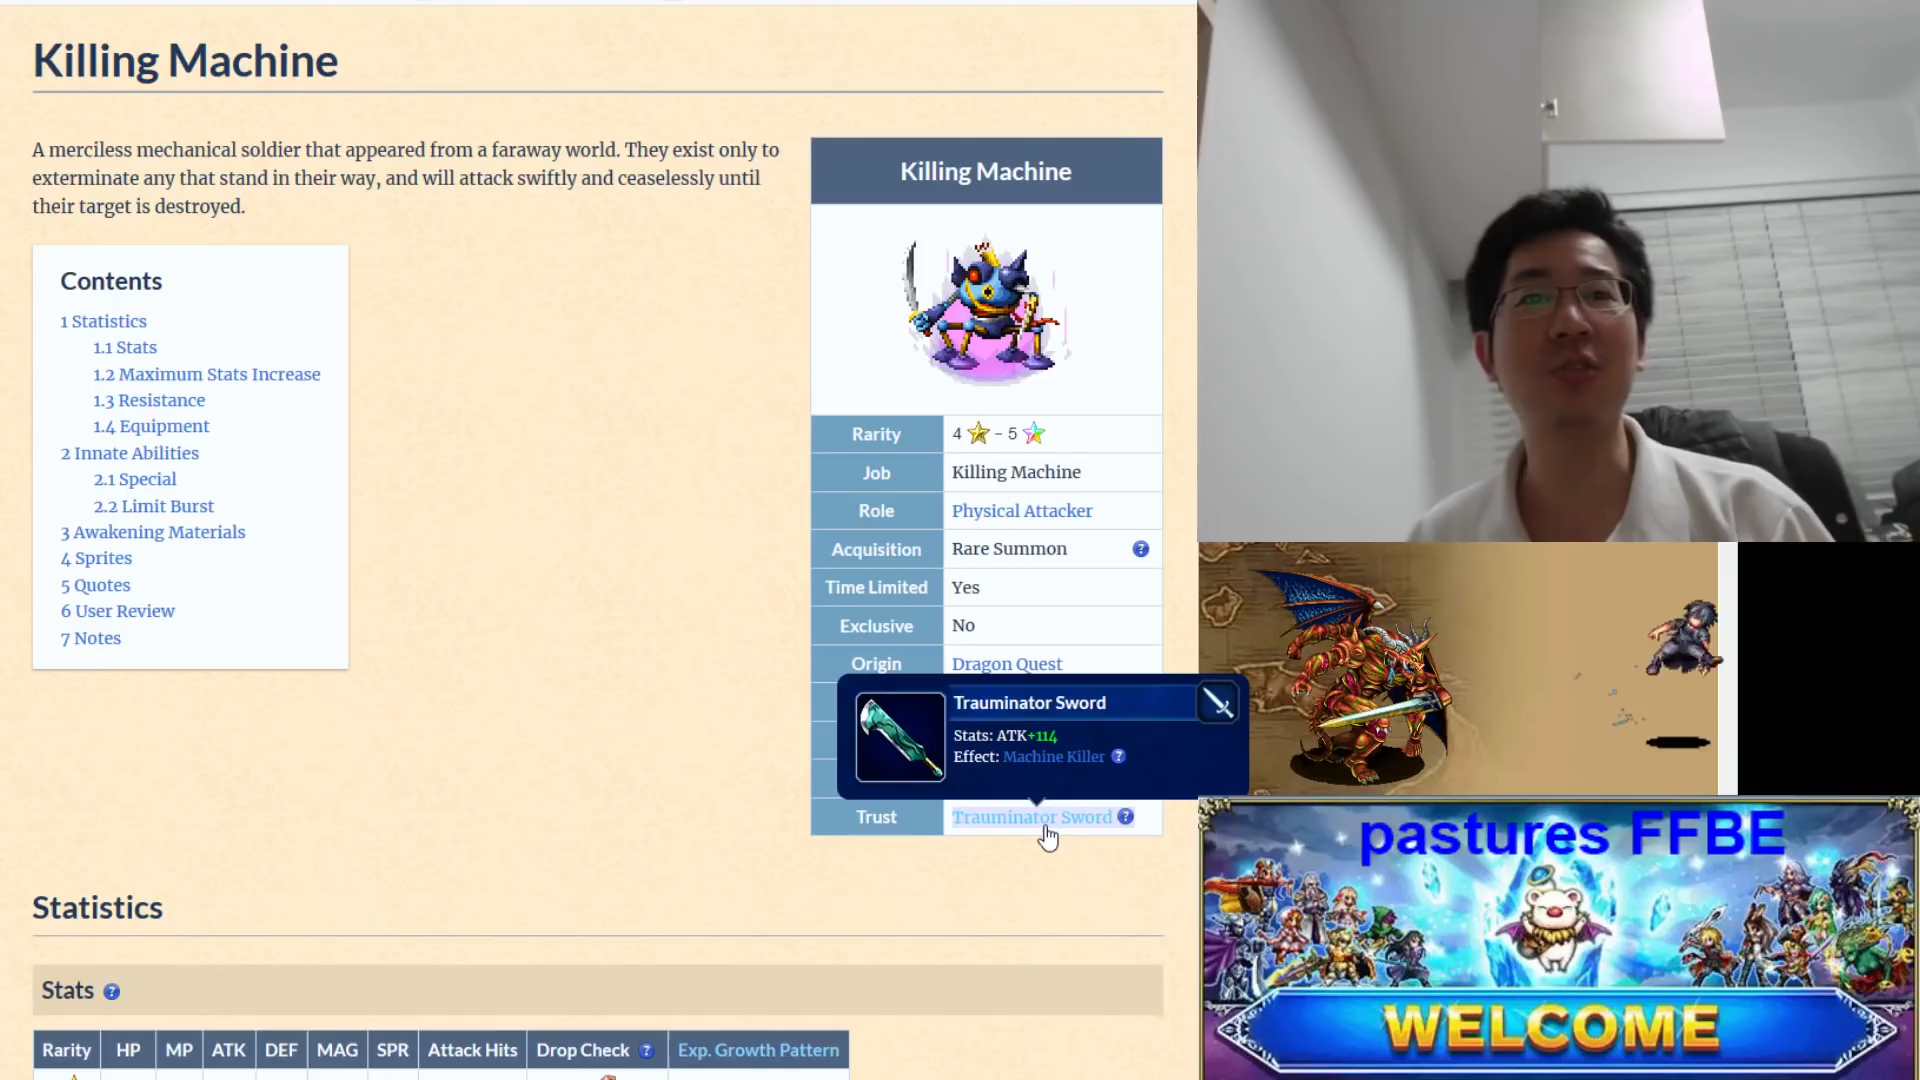 Killing Machine
A merciless mechanical soldier that appeared from a faraway world. They exist only to
exterminate any that stand in their way, and will attack swiftly and ceaselessly until
their target is destroyed.
Contents
1 Statistics
1.1 Stats
1.2 Maximum Stats Increase
1.3 Resistance
1.4 Equipment
2 Innate Abilities
2.1 Special
2.2 Limit Burst
3 Awakening Materials
4 Sprites
5 Quotes
6 User Review
7 Notes
Killing Machine
Rarity 4 - 5
Job Killing Machine
Role Physical Attacker
Acquisition Rare Summon ?
Time Limited Yes
Exclusive No
Origin Dragon Quest
Trauminator Sword
Stats: ATK+114
Effect: Machine Killer ?
Trust Trauminator Sword ?
Statistics
Stats ?
Rarity HP MP ATK DEF MAG SPR Attack Hits Drop Check ? Exp. Growth Pattern
pastures FFBE
WELCOME